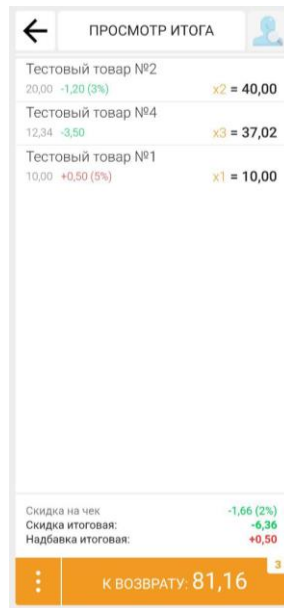 ПРОСМОТР ИТОГА
Тестовый товар №2
20,00 -1,20 (3%) x2 = 40,00
Тестовый товар №4
12,34 -3,50 x3 = 37,02
Тестовый товар №1
10,00 +0,50 (5%) x1 = 10,00
Скидка на чек -1,66 (2%)
Скидка итоговая: -6,36
Надбавка итоговая: +0,50
3
К ВОЗВРАТУ: 81,16